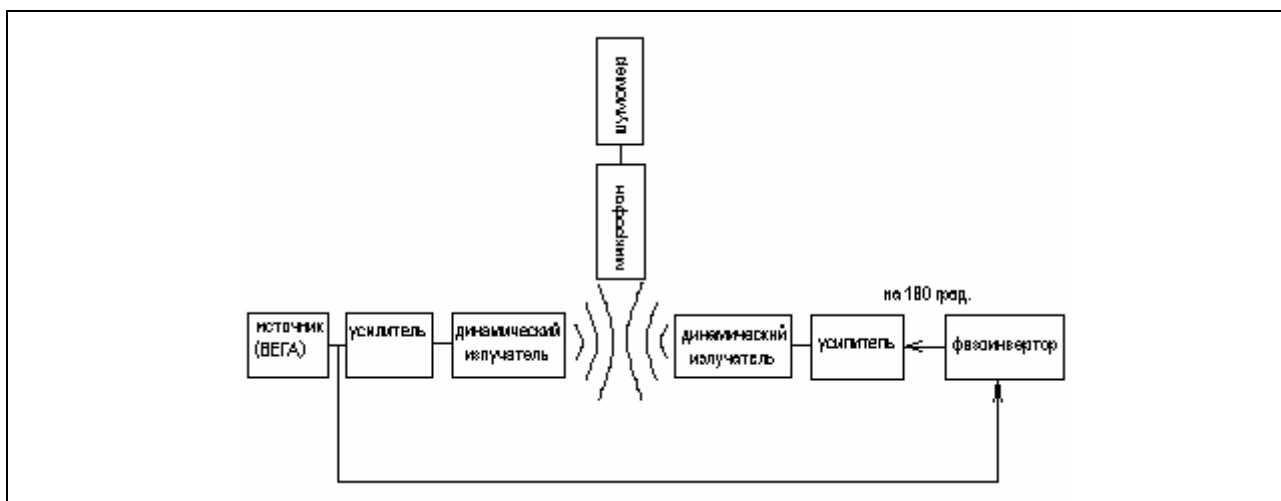 шумомер
микрофон
на 180 град.
источник
(ВЕГА)
усилитель
динамический
излучатель
динамический
излучатель
усилитель
фазоинвертор